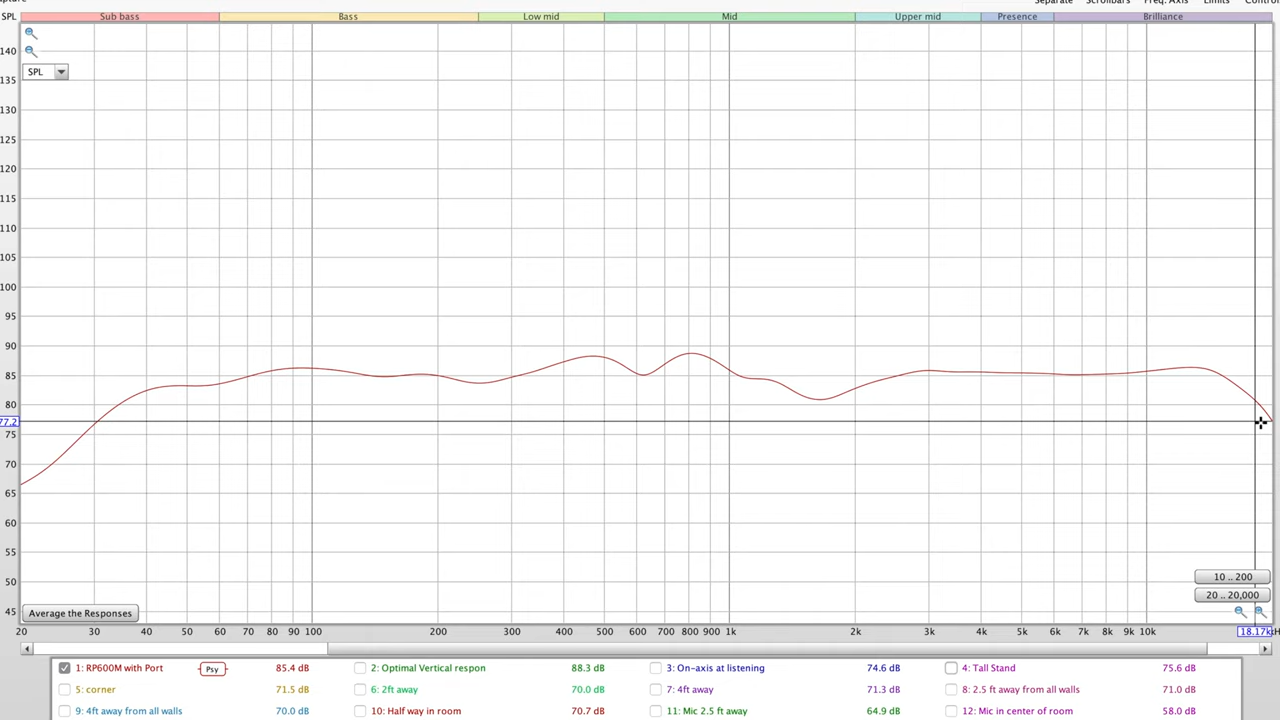 Separate Scrollbars Freq. Axis Limits
SPL Sub bass Bass Low mid Mid Upper mid Presence Brilliance
SPL
140
135
130
125
120
115
110
105
100
95
90
85
80
77.2
75
70
65
60
55
50
45
10 .. 200
20 .. 20,000
Average the Responses
20 30 40 50 60 70 80 90 100 200 300 400 500 600 700 800 900 1k 2k 3k 4k 5k 6k 7k 8k 9k 10k 18.17k
1: RP600M with Port Psy 85.4 dB 2: Optimal Vertical respon 88.3 dB 3: On-axis at listening 74.6 dB 4: Tall Stand 75.6 dB
5: corner 71.5 dB 6: 2ft away 70.0 dB 7: 4ft away 71.3 dB 8: 2.5 ft away from all walls 71.0 dB
9: 4ft away from all walls 70.0 dB 10: Half way in room 70.7 dB 11: Mic 2.5 ft away 64.9 dB 12: Mic in center of room 58.0 dB